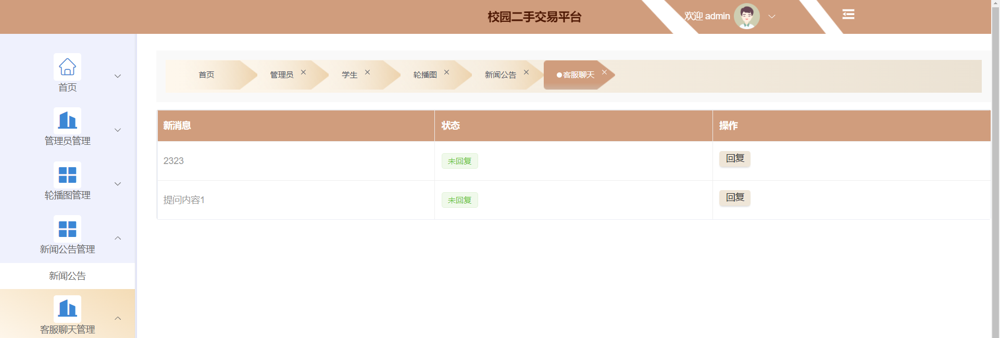 校园二手交易平台
欢迎 admin
首页
管理员管理
轮播图管理
新闻公告管理
新闻公告
客服聊天管理
首页 管理员 学生 轮播图 新闻公告 客服聊天
新消息 状态 操作
2323 未回复 回复
提问内容1 未回复 回复